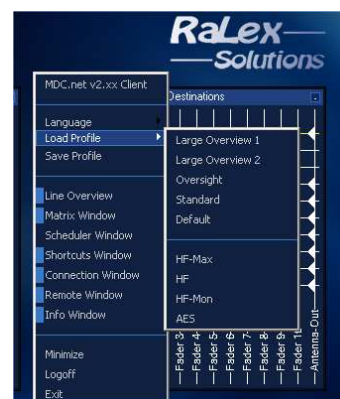 RaLex
Solutions
MDC.net v2.xx Client
Destinations
Language
Load Profile
Save Profile
Line Overview
Matrix Window
Scheduler Window
Shortcuts Window
Connection Window
Remote Window
Info Window
Minimize
Logoff
Exit
Large Overview 1
Large Overview 2
Oversight
Standard
Default
HF-Max
HF
HF-Mon
AES
Fader 3
Fader 4
Fader 5
Fader 6
Fader 7
Fader 8
Fader 9
Antenna-Out